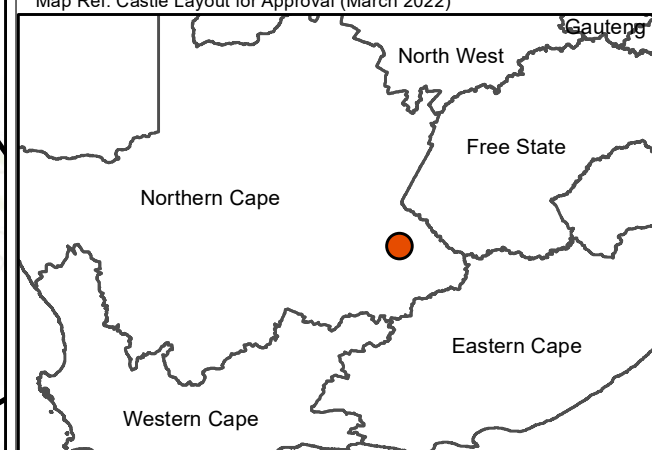 Map Ref: Castle Layout for Approval (March 2022)
Gauteng
North West
Free State
Northern Cape
Eastern Cape
Western Cape